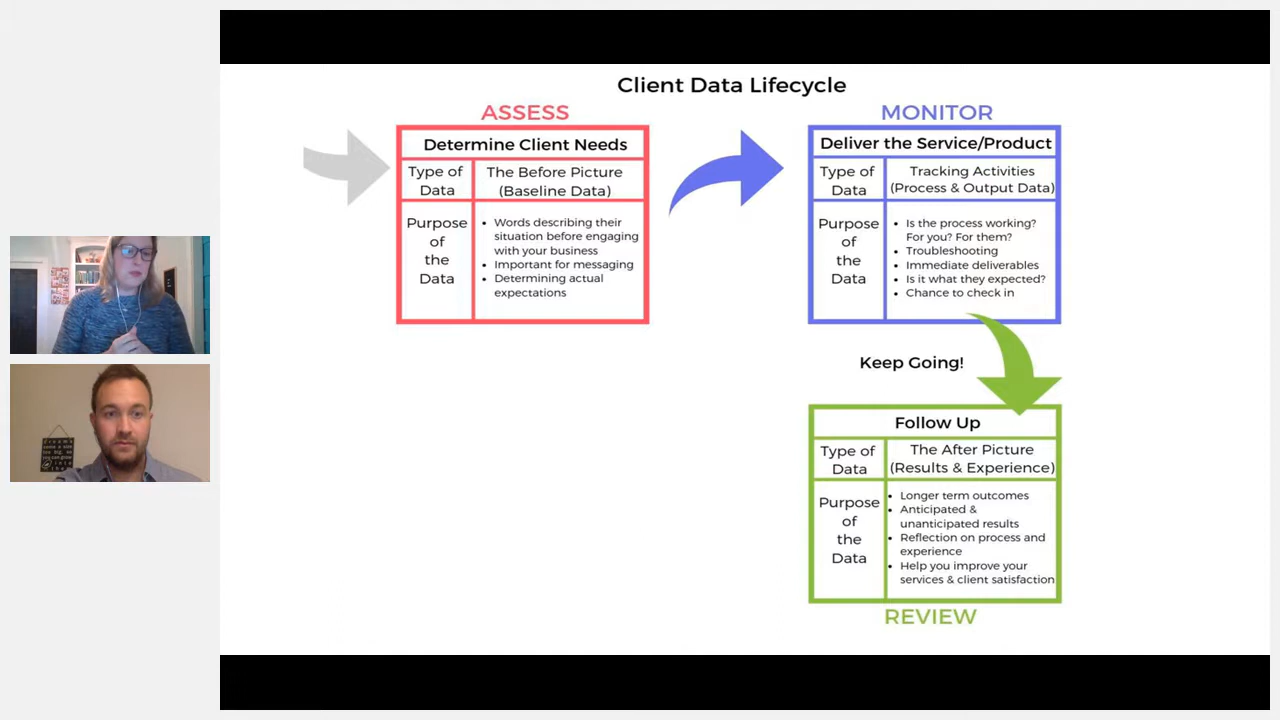 Client Data Lifecycle
ASSESS
Determine Client Needs
Type of
Data
The Before Picture
(Baseline Data)
Purpose
of
the
Data
• Words describing their
situation before engaging
with your business
• Important for messaging
• Determining actual
expectations
MONITOR
Deliver the Service/Product
Type of
Data
Tracking Activities
(Process & Output Data)
Purpose
of
the
Data
• Is the process working?
For you? For them?
• Troubleshooting
• Immediate deliverables
• Is it what they expected?
• Chance to check in
Keep Going!
Follow Up
Type of
Data
The After Picture
(Results & Experience)
Purpose
of
the
Data
• Longer term outcomes
• Anticipated &
unanticipated results
• Reflection on process and
experience
• Help you improve your
services & client satisfaction
REVIEW